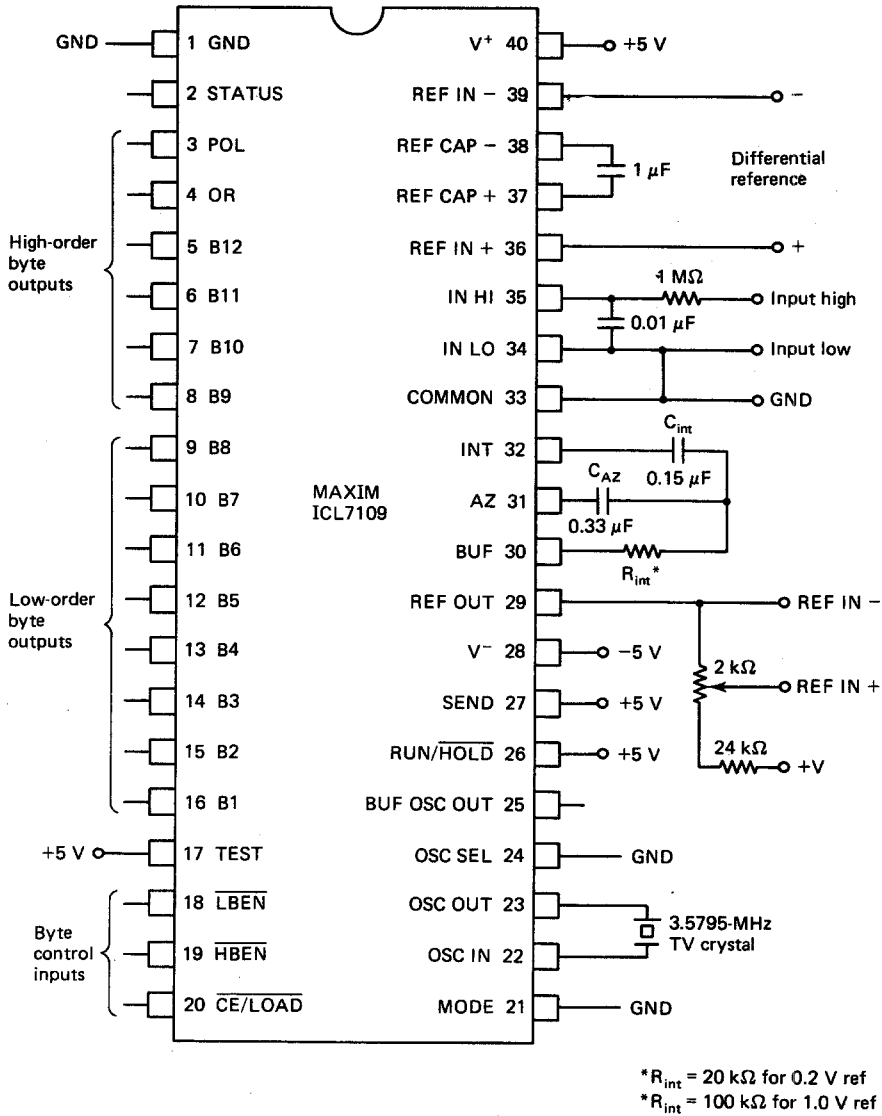 GND
1 GND
2 STATUS
3 POL
4 OR
5 B12
6 B11
7 B10
8 B9
9 B8
10 B7
11 B6
12 B5
13 B4
14 B3
15 B2
16 B1
+5 V
17 TEST
18 LBEN
19 HBEN
20 CE/LOAD
High-order
byte
outputs
Low-order
byte
outputs
Byte
control
inputs
MAXIM
ICL7109
V+ 40
+5 V
REF IN − 39
−
REF CAP − 38
REF CAP + 37
1 μF
Differential
reference
REF IN + 36
+
IN HI 35
1 MΩ
Input high
0.01 μF
IN LO 34
Input low
COMMON 33
GND
INT 32
Cint
0.15 μF
AZ 31
CAZ
0.33 μF
BUF 30
Rint*
REF OUT 29
REF IN −
2 kΩ
REF IN +
24 kΩ
+V
V− 28
−5 V
SEND 27
+5 V
RUN/HOLD 26
+5 V
BUF OSC OUT 25
OSC SEL 24
GND
OSC OUT 23
3.5795-MHz
TV crystal
OSC IN 22
MODE 21
GND
*Rint = 20 kΩ for 0.2 V ref
*Rint = 100 kΩ for 1.0 V ref